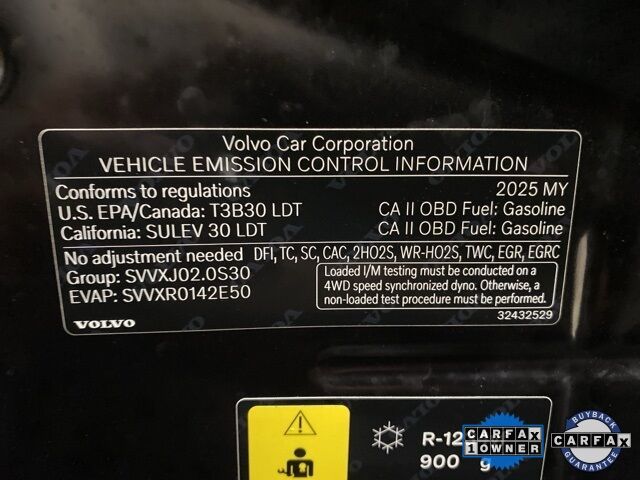 Volvo Car Corporation
VEHICLE EMISSION CONTROL INFORMATION
Conforms to regulations 2025 MY
U.S. EPA/Canada: T3B30 LDT CA II OBD Fuel: Gasoline
California: SULEV 30 LDT CA II OBD Fuel: Gasoline
No adjustment needed DFI, TC, SC, CAC, 2HO2S, WR-HO2S, TWC, EGR, EGRC
Group: SVVXJ02.0S30
EVAP: SVVXR0142E50
Loaded I/M testing must be conducted on a
4WD speed synchronized dyno. Otherwise, a
non-loaded test procedure must be performed.
VOLVO
32432529
900 g
CARFAX
1 OWNER
BUYBACK
CARFAX
GUARANTEE